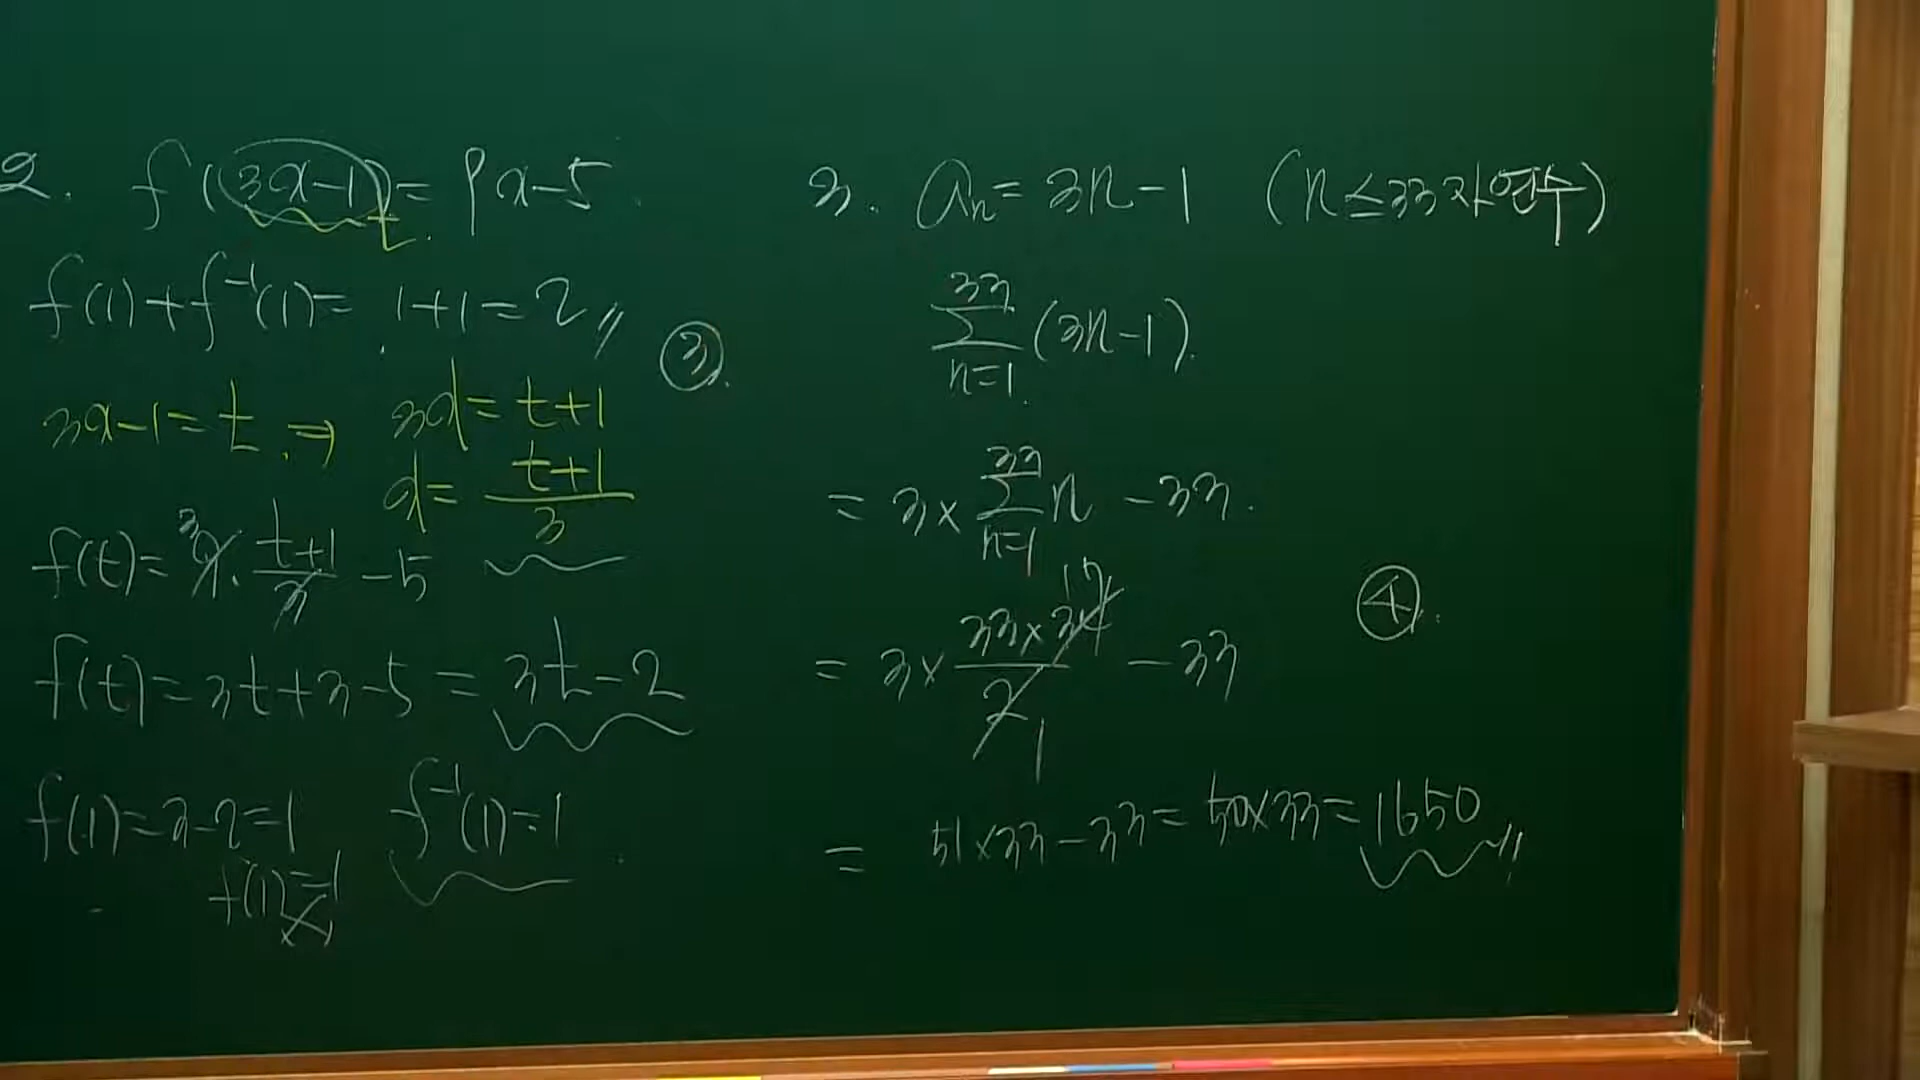 2. f(3x-1) = 9x-5
t
f(1)+f⁻¹(1) = 1+1 = 2 〃
③
3x-1 = t ⇒ 3x = t+1
x = (t+1)/3
f(t) = 9 · (t+1)/3 - 5
3
f(t) = 3t+3-5 = 3t-2
f(1) = 3-2 = 1 f⁻¹(1) = 1
f(1) = 1
3. aₙ = 3n-1 (n ≤ 33 자연수)
33
∑ (3n-1)
n=1
33
= 3 × ∑ n - 33
n=1
17
= 3 × (33×34)/2 - 33
1
④
= 51×33-33 = 50×33 = 1650 〃